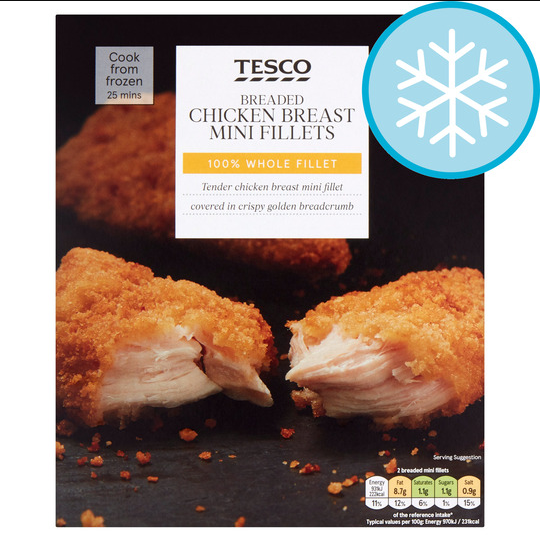 Cook
from
frozen
25 mins
TESCO
BREADED
CHICKEN BREAST
MINI FILLETS
100% WHOLE FILLET
Tender chicken breast mini fillet
covered in crispy golden breadcrumb
Serving Suggestion
2 breaded mini fillets
Energy Fat Saturates Sugars Salt
931kJ 8.7g 1.1g 1.1g 0.9g
222kcal
11% 12% 6% 1% 15%
of the reference intake*
Typical values per 100g: Energy 970kJ / 231kcal